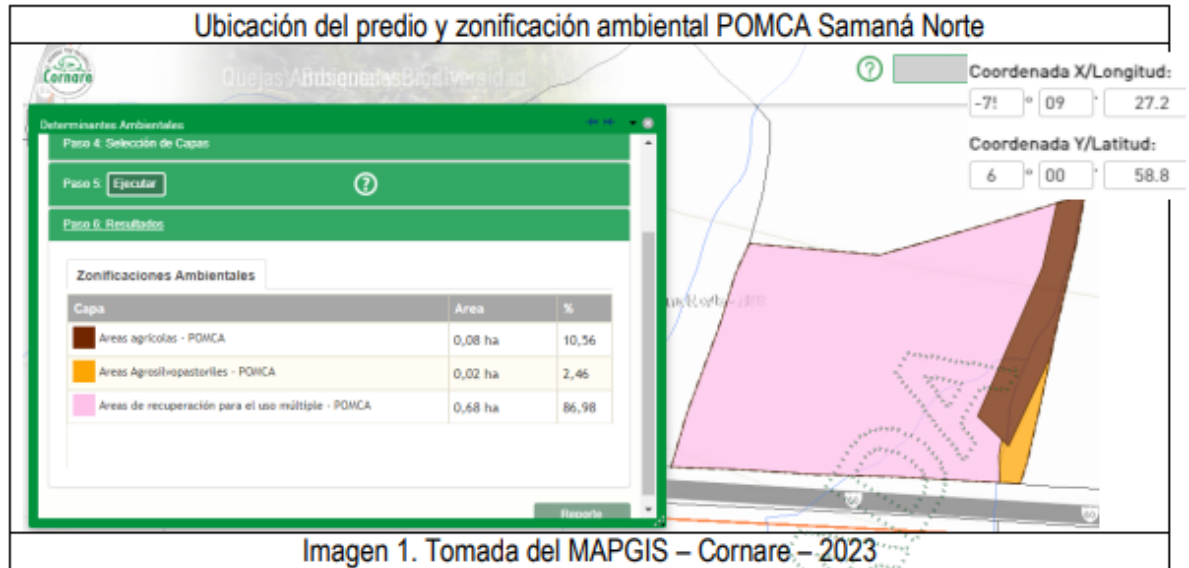 Ubicación del predio y zonificación ambiental POMCA Samaná Norte
Cornare
Coordenada X/Longitud:
-7! ° 09 ' 27.2
Coordenada Y/Latitud:
6 ° 00 ' 58.8
Determinantes Ambientales
Paso 4: Selección de Capas
Paso 5: Ejecutar
Paso 6: Resultados
Zonificaciones Ambientales
Capa Area %
Areas agrícolas - POMCA 0,08 ha 10,56
Areas Agrosilvopastoriles - POMCA 0,02 ha 2,46
Areas de recuperación para el uso múltiple - POMCA 0,68 ha 86,98
Reporte
60
60
Imagen 1. Tomada del MAPGIS – Cornare – 2023